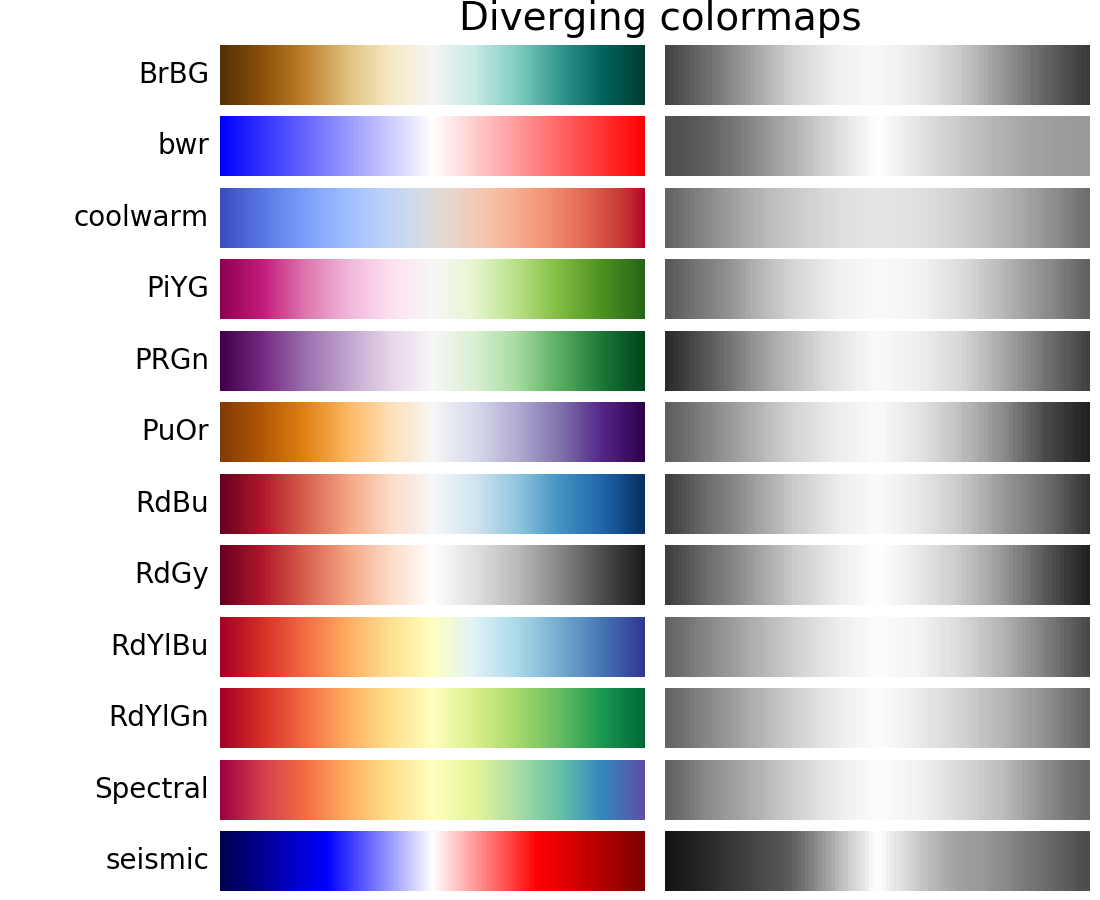 Diverging colormaps
BrBG
bwr
coolwarm
PiYG
PRGn
PuOr
RdBu
RdGy
RdYlBu
RdYlGn
Spectral
seismic